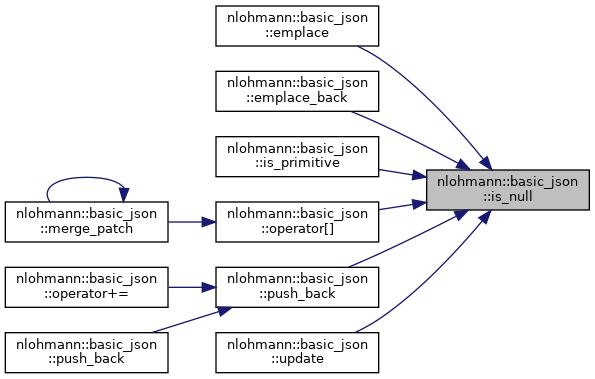 nlohmann::basic_json
::emplace
nlohmann::basic_json
::emplace_back
nlohmann::basic_json
::is_primitive
nlohmann::basic_json
::is_null
nlohmann::basic_json
::merge_patch
nlohmann::basic_json
::operator[]
nlohmann::basic_json
::operator+=
nlohmann::basic_json
::push_back
nlohmann::basic_json
::push_back
nlohmann::basic_json
::update